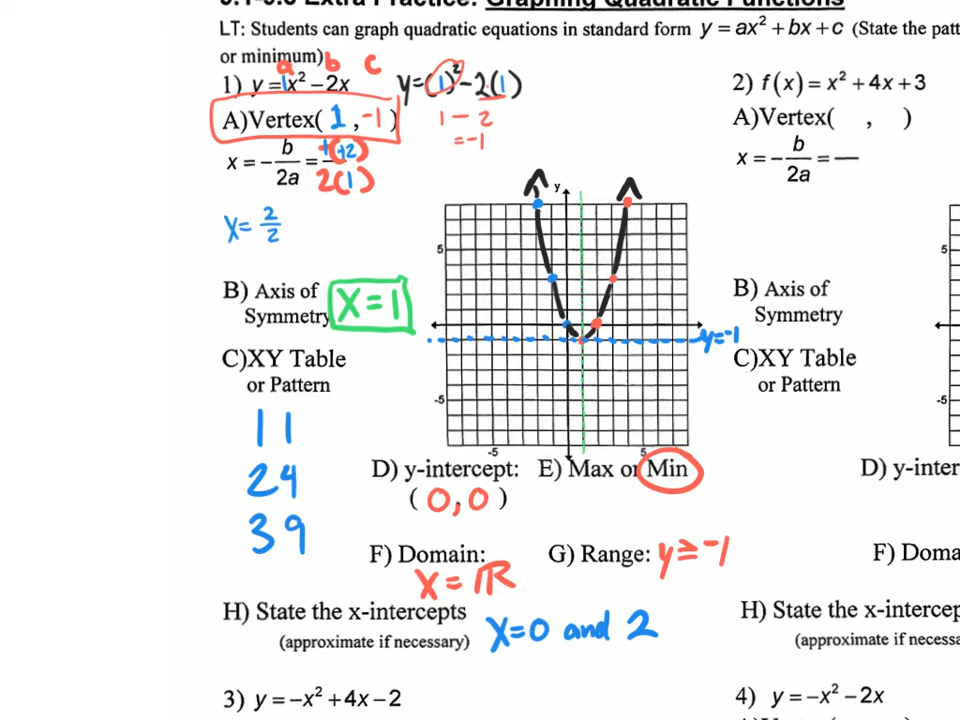 LT: Students can graph quadratic equations in standard form y = ax² + bx + c (State the patt
or minimum) a b c
1) y = 1x² – 2x y = (1)² – 2(1)
2) f(x) = x² + 4x + 3
A) Vertex( 1 , -1 ) 1 – 2
A) Vertex( , )
= -1
x = – b/2a = +(+2)/2(1)
x = – b/2a = —
y
X = 2/2
5
5
B) Axis of
Symmetry X = 1
B) Axis of
Symmetry
y = -1
C)XY Table
or Pattern
C)XY Table
or Pattern
-5
-5
1 1
-5 5
2 4
D) y-intercept: E) Max or Min
D) y-inter
( 0, 0 )
3 9
F) Domain: G) Range: y ≥ -1
F) Doma
X = ℝ
H) State the x-intercepts
(approximate if necessary) X=0 and 2
H) State the x-intercep
(approximate if necessa
3) y = –x² + 4x – 2
4) y = –x² – 2x